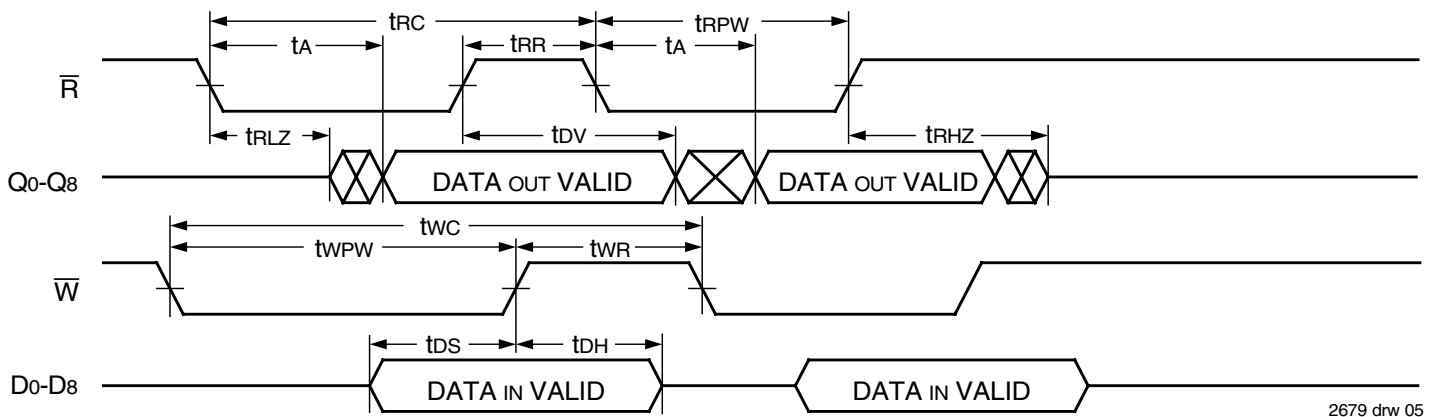 tRC tRPW
tA tRR tA
R̅
tRLZ tDV tRHZ
Q0-Q8 DATA OUT VALID DATA OUT VALID
tWC
tWPW tWR
W̅
tDS tDH
D0-D8 DATA IN VALID DATA IN VALID
2679 drw 05